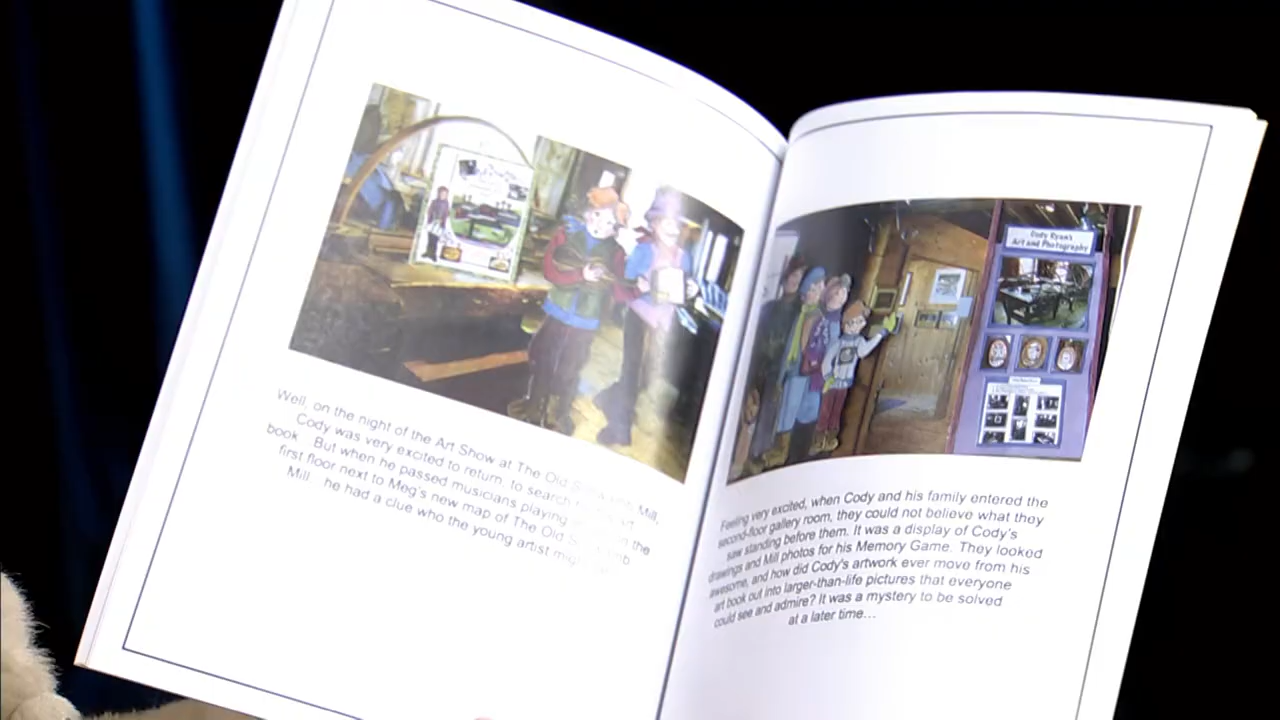 Well, on the night of the Art Show at The Old Mill,
Cody was very excited to return, to search
book But when he passed musicians playing on the
first floor next to Meg's new map of The Old
Mill he had a clue who the young artist
Cody Ryan's
Art and Photography
Feeling very excited, when Cody and his family entered the
second-floor gallery room, they could not believe what they
saw standing before them. It was a display of Cody's
drawings and Mill photos for his Memory Game. They looked
awesome, and how did Cody's artwork ever move from his
art book out into larger-than-life pictures that everyone
could see and admire? It was a mystery to be solved
at a later time...